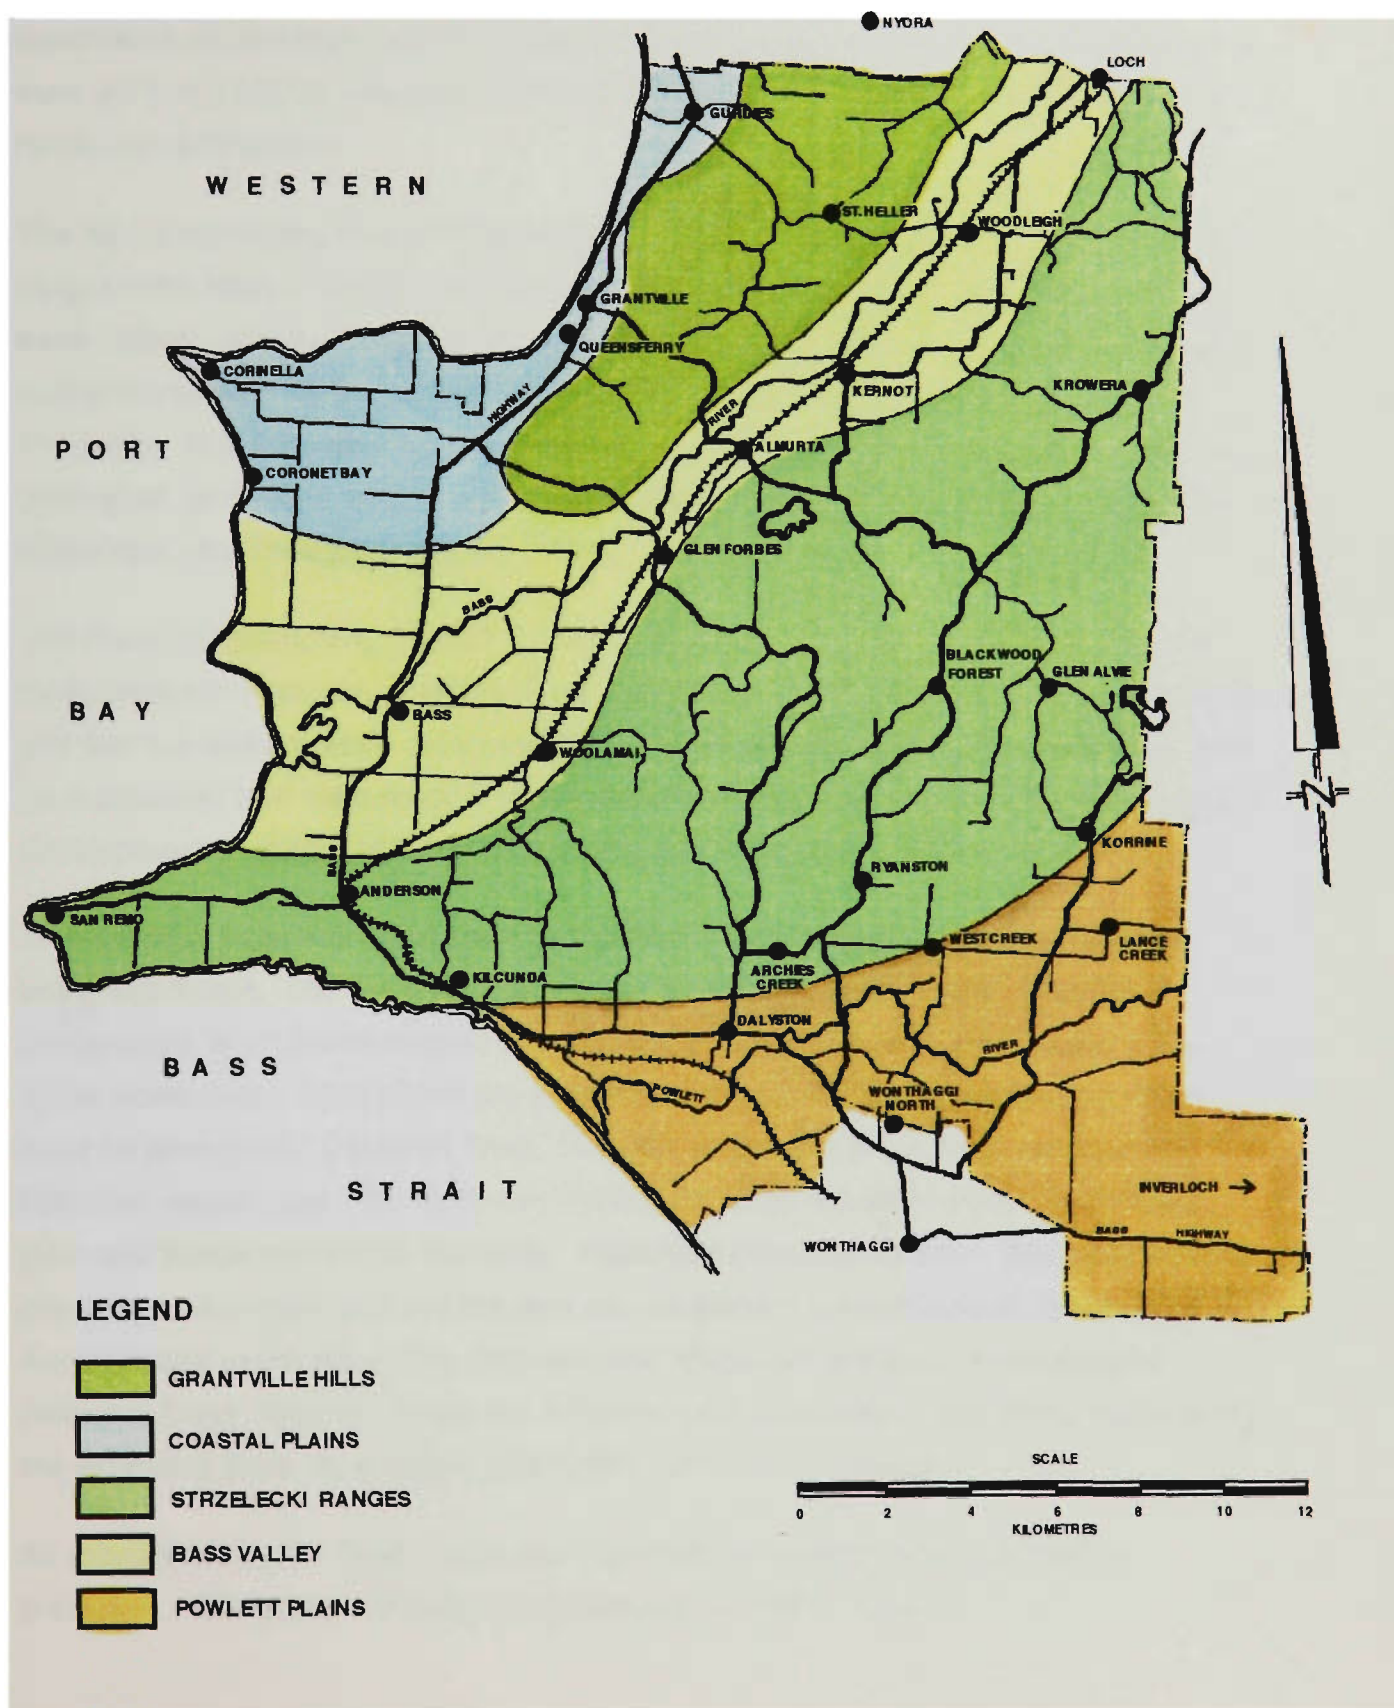 NYORA
LOCH
GURDIES
WESTERN
ST. HELLER
WOODLEIGH
GRANTVILLE
QUEENSFERRY
CORINELLA
HIGHWAY
RIVER
KERNOT
KROWERA
PORT
ALMURTA
CORONET BAY
GLEN FORBES
BASS
BLACKWOOD
FOREST
GLEN ALVIE
BAY
BASS
WOOLAMAI
KORRINE
BASS
RYANSTON
ANDERSON
SAN REMO
WEST CREEK
LANCE
CREEK
ARCHIES
CREEK
KILCUNDA
DALYSTON
RIVER
BASS
POWLETT
WONTHAGGI
NORTH
STRAIT
INVERLOCH
BASS HIGHWAY
WONTHAGGI
N
LEGEND
GRANTVILLE HILLS
COASTAL PLAINS
STRZELECKI RANGES
BASS VALLEY
POWLETT PLAINS
SCALE
0 2 4 6 8 10 12
KILOMETRES